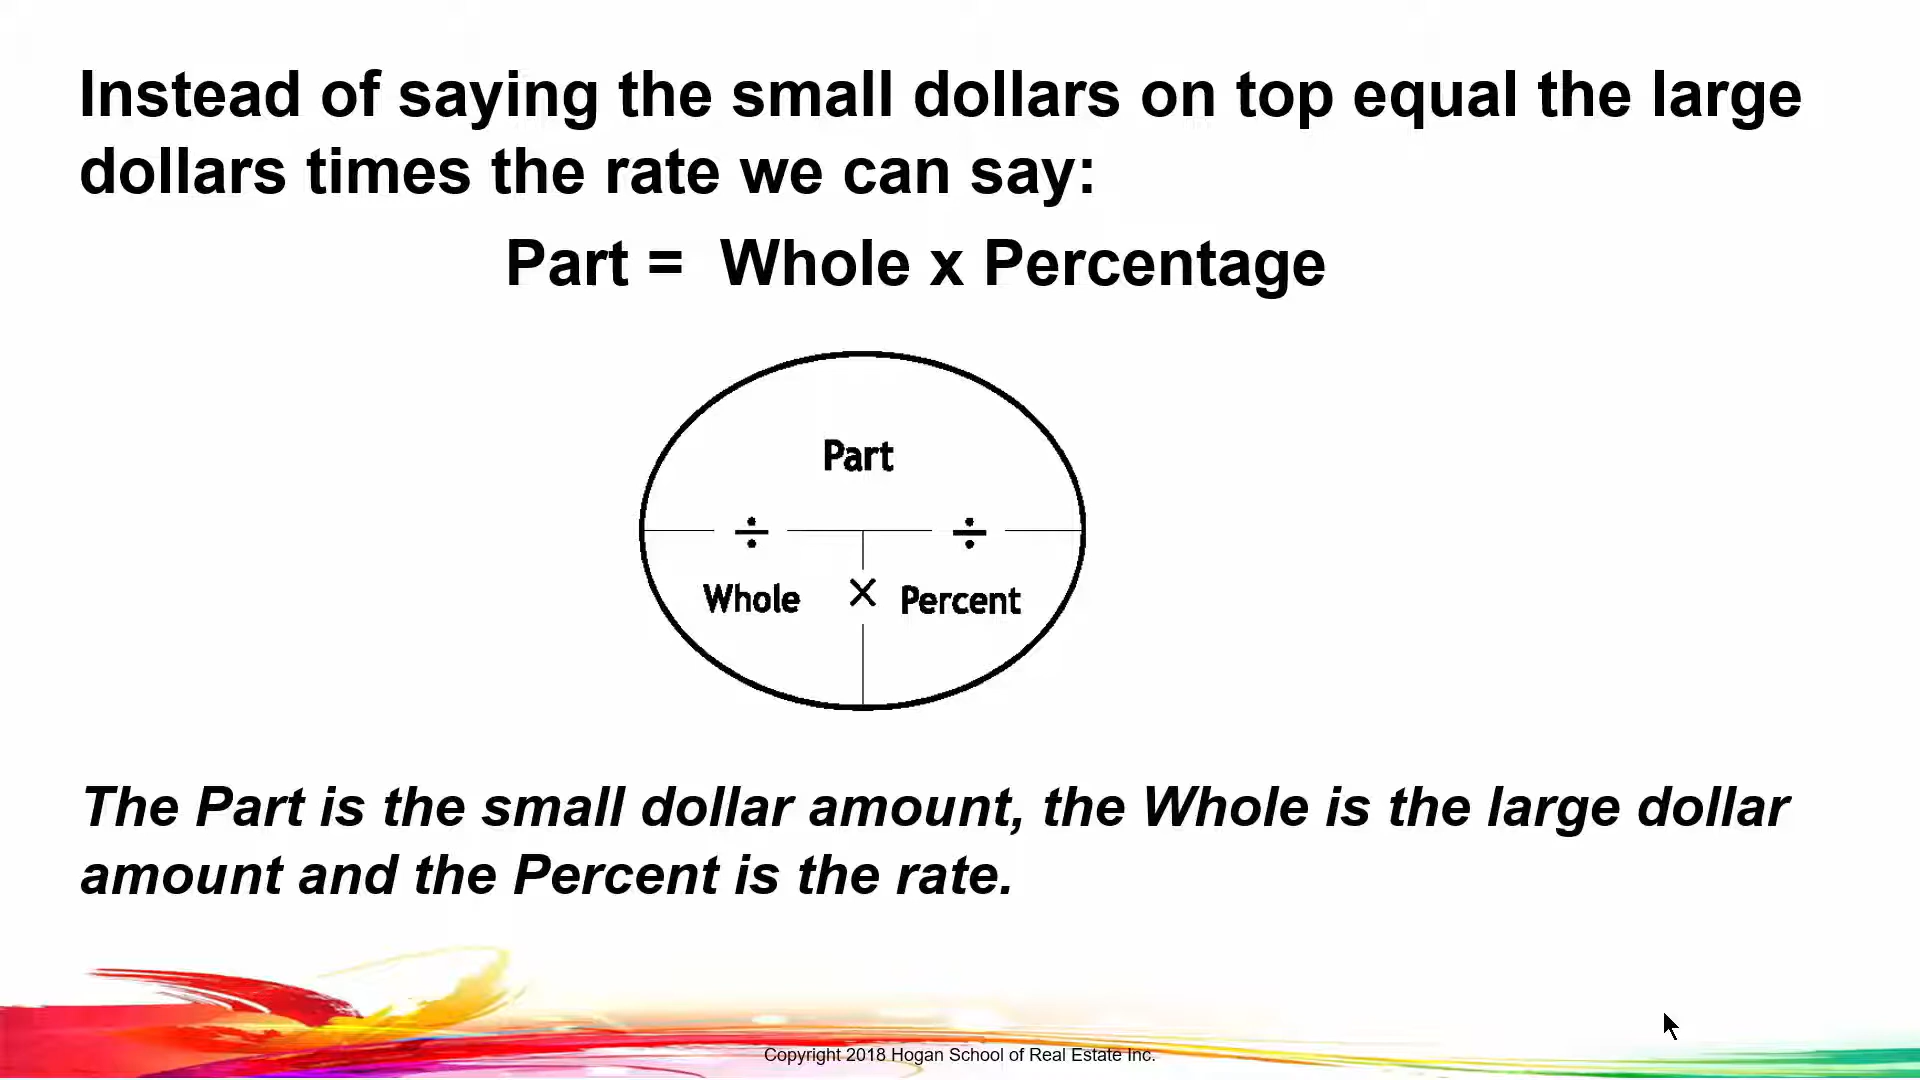 Instead of saying the small dollars on top equal the large
dollars times the rate we can say:
Part = Whole x Percentage
Part
÷ ÷
Whole × Percent
The Part is the small dollar amount, the Whole is the large dollar
amount and the Percent is the rate.
Copyright 2018 Hogan School of Real Estate Inc.